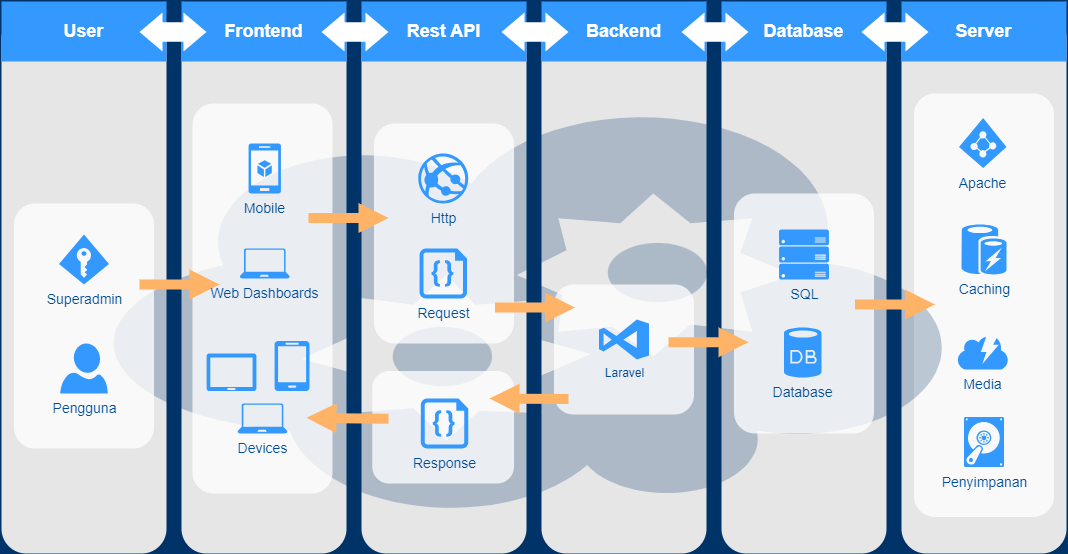 User
Frontend
Rest API
Backend
Database
Server
Superadmin
Pengguna
Mobile
Web Dashboards
Devices
Http
Request
{}
Response
{}
Laravel
SQL
DB
Database
Apache
Caching
Media
Penyimpanan